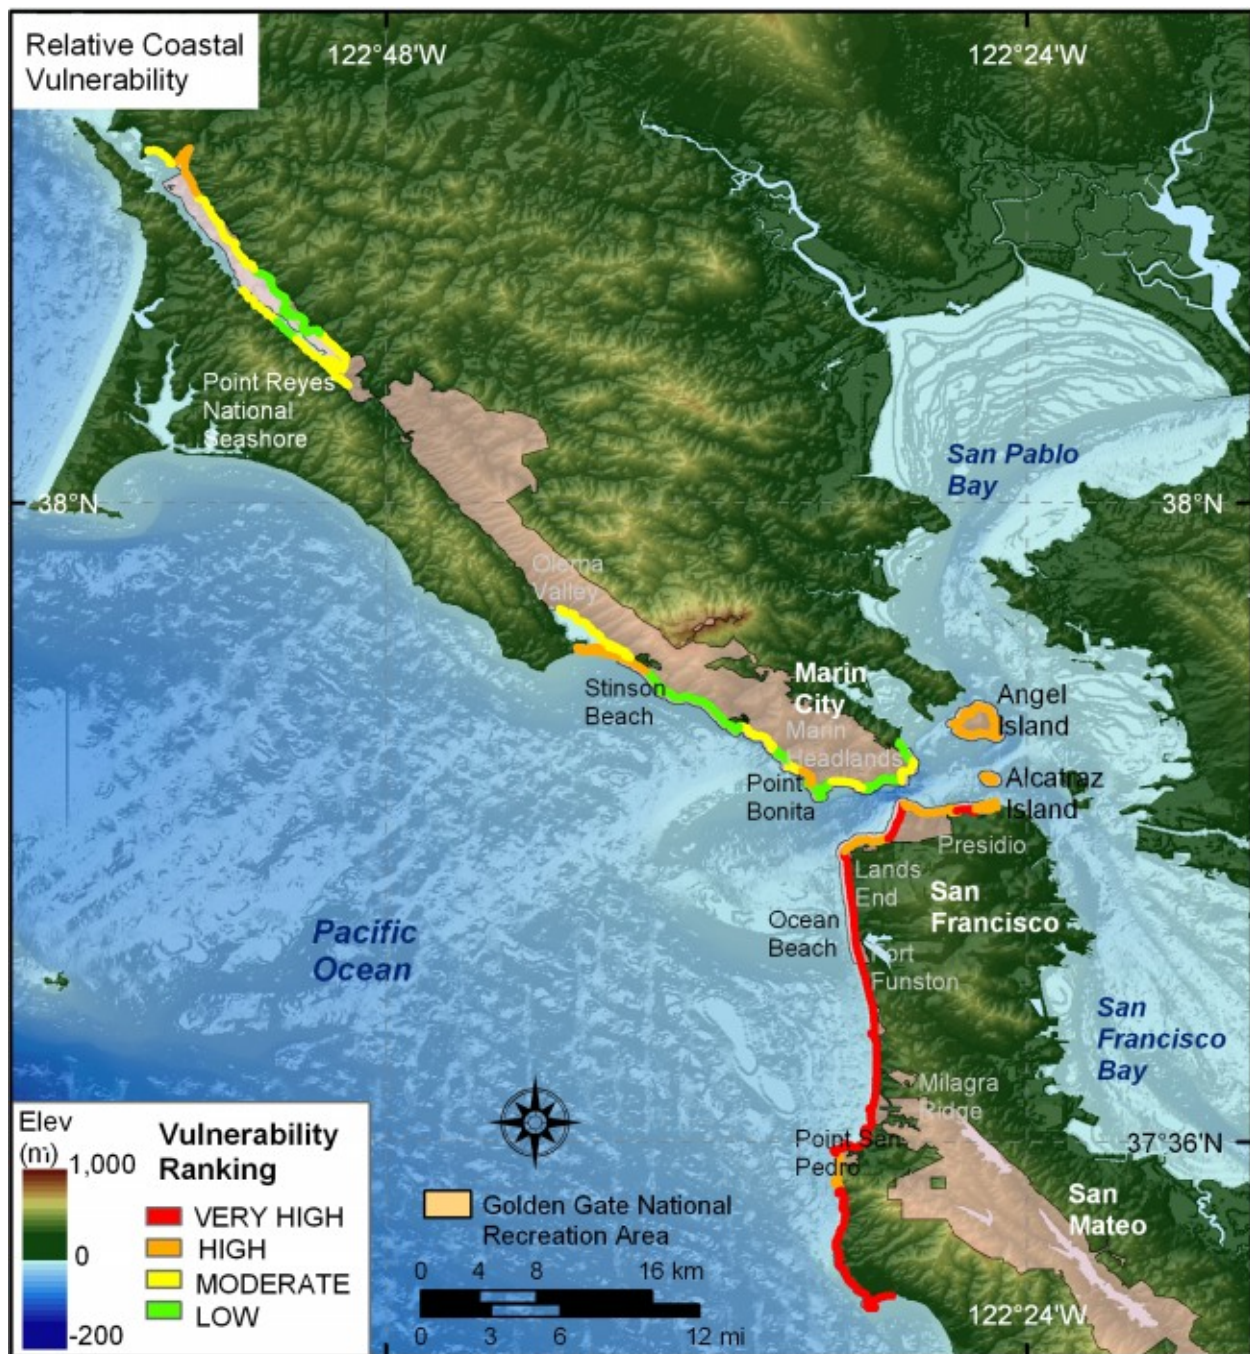 Relative Coastal
Vulnerability
122°48'W
122°24'W
Point Reyes
National
Seashore
San Pablo
Bay
38°N
38°N
Olema
Valley
Stinson
Beach
Marin
City
Marin
Headlands
Angel
Island
Point
Bonita
Alcatraz
Island
Presidio
Lands
End
San
Francisco
Ocean
Beach
Fort
Funston
Pacific
Ocean
San
Francisco
Bay
Milagra
Ridge
Point San
Pedro
37°36'N
San
Mateo
122°24'W
Elev
(m)
1,000
0
-200
Vulnerability
Ranking
VERY HIGH
HIGH
MODERATE
LOW
Golden Gate National
Recreation Area
0 4 8 16 km
0 3 6 12 mi